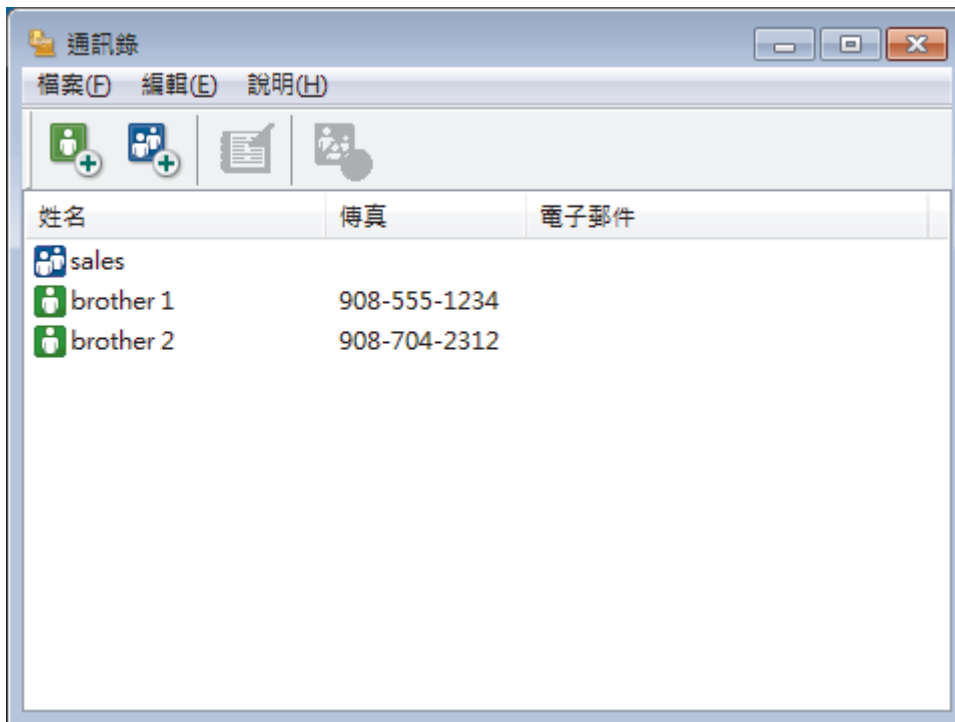 通訊錄
檔案(F) 編輯(E) 說明(H)
姓名 傳真 電子郵件
sales
brother 1 908-555-1234
brother 2 908-704-2312